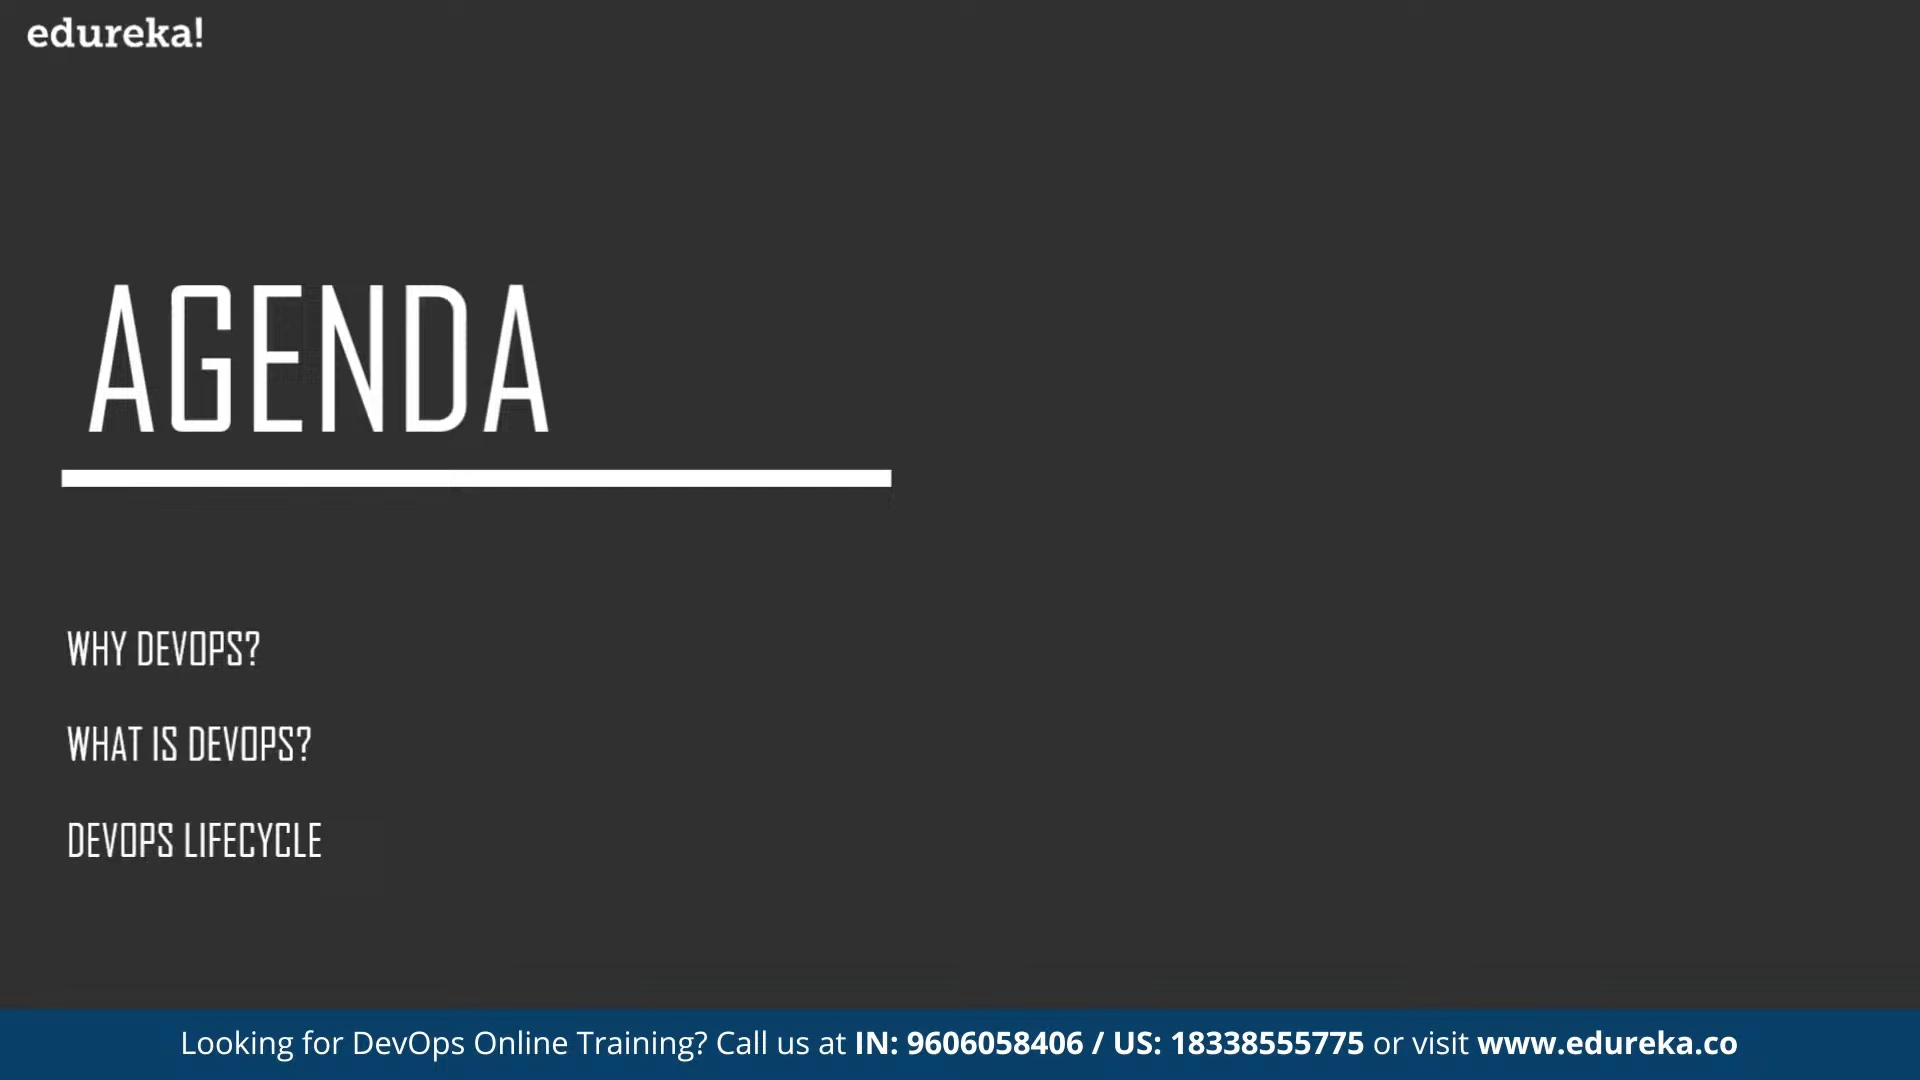 edureka!
AGENDA
WHY DEVOPS?
WHAT IS DEVOPS?
DEVOPS LIFECYCLE
Looking for DevOps Online Training? Call us at IN: 9606058406 / US: 18338555775 or visit www.edureka.co